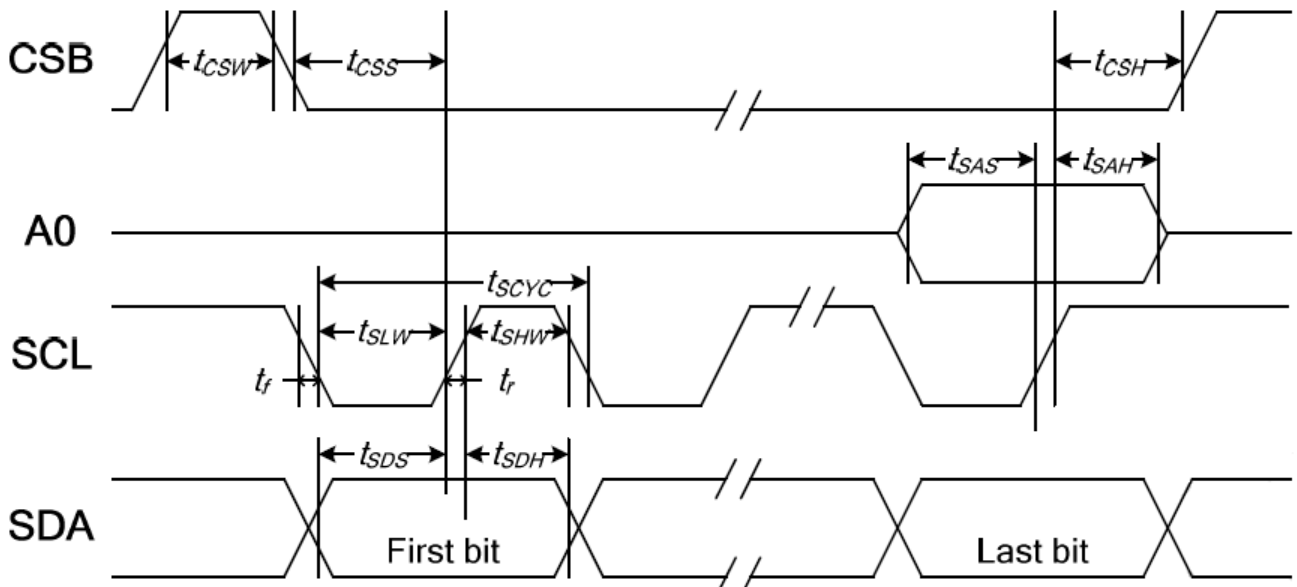 CSB
tCSW
tCSS
tCSH
tSAS
tSAH
A0
tSCYC
SCL
tSLW
tSHW
tf
tr
tSDS
tSDH
SDA
First bit
Last bit